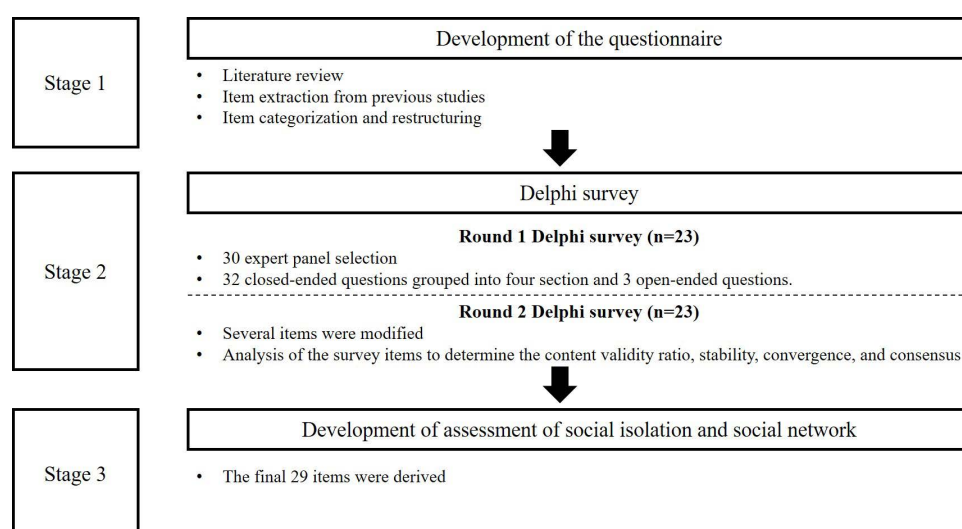 Stage 1
Development of the questionnaire
• Literature review
• Item extraction from previous studies
• Item categorization and restructuring
Stage 2
Delphi survey
Round 1 Delphi survey (n=23)
• 30 expert panel selection
• 32 closed-ended questions grouped into four section and 3 open-ended questions.
Round 2 Delphi survey (n=23)
• Several items were modified
• Analysis of the survey items to determine the content validity ratio, stability, convergence, and consensus
Stage 3
Development of assessment of social isolation and social network
• The final 29 items were derived